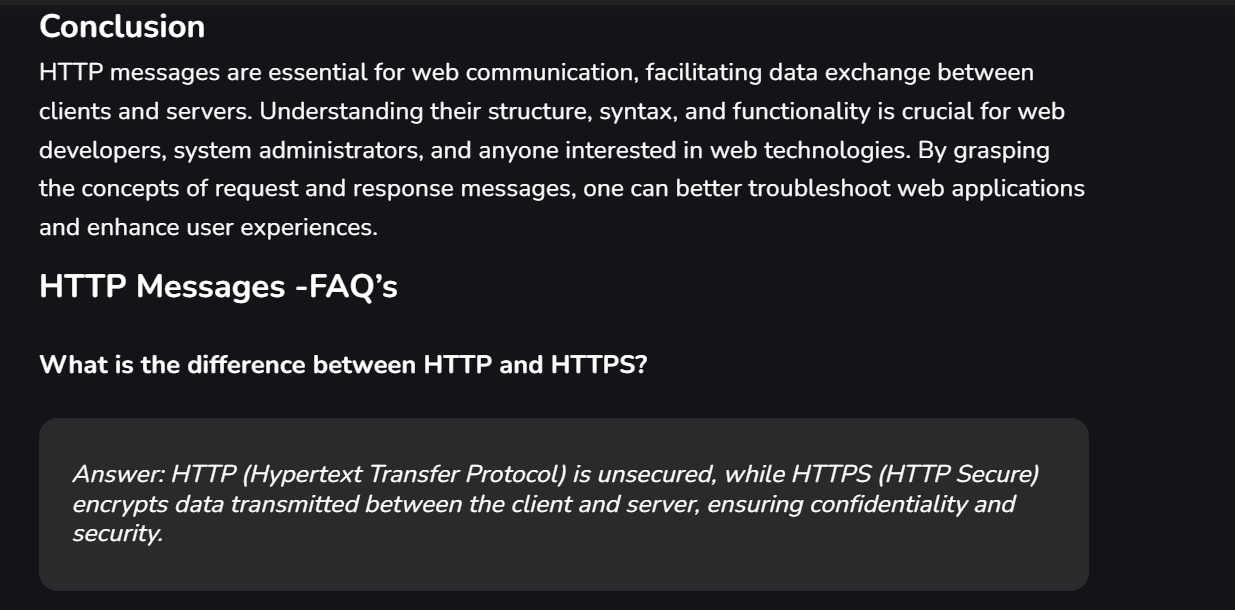 Conclusion
HTTP messages are essential for web communication, facilitating data exchange between
clients and servers. Understanding their structure, syntax, and functionality is crucial for web
developers, system administrators, and anyone interested in web technologies. By grasping
the concepts of request and response messages, one can better troubleshoot web applications
and enhance user experiences.
HTTP Messages -FAQ’s
What is the difference between HTTP and HTTPS?
Answer: HTTP (Hypertext Transfer Protocol) is unsecured, while HTTPS (HTTP Secure)
encrypts data transmitted between the client and server, ensuring confidentiality and
security.